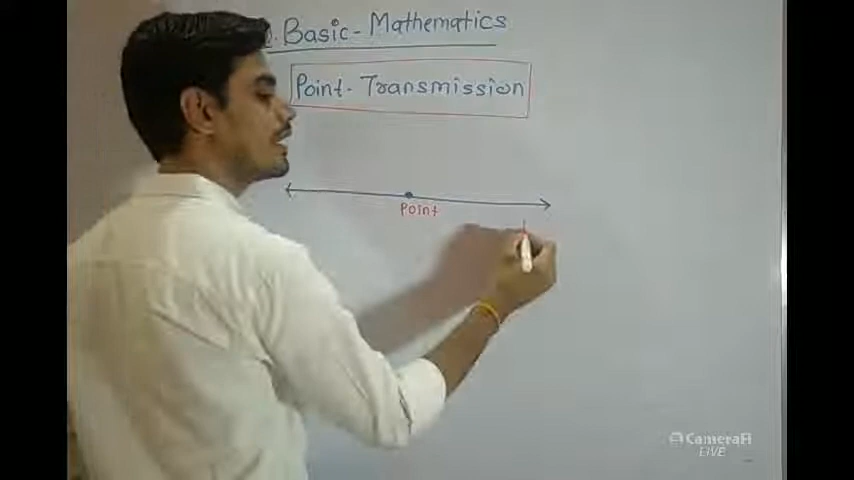 Basic - Mathematics
Point - Transmission
Point
CameraFi
LIVE